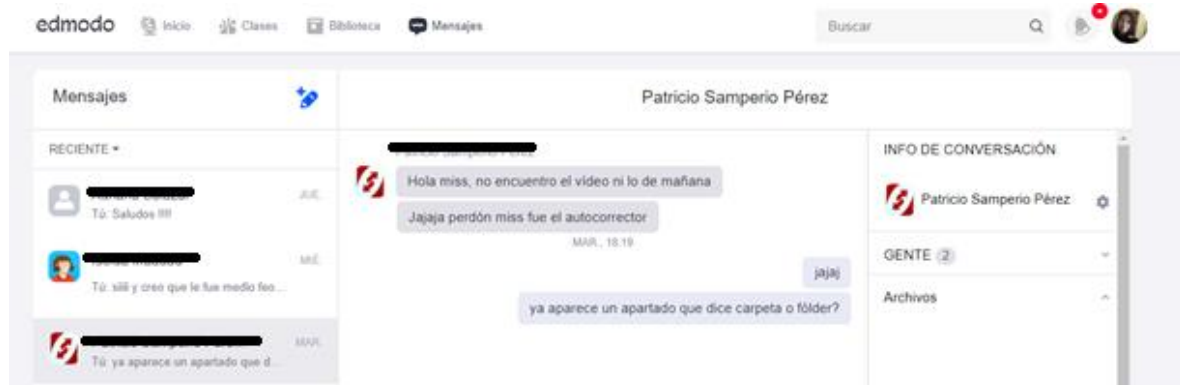 edmodo Inicio Clases Biblioteca Mensajes Buscar
Mensajes
Patricio Samperio Pérez
RECIENTE
JUE.
Tú: Saludos !!!!
MIÉ.
Tú: siiii y creo que le fue medio feo...
MAR.
Tú: ya aparece un apartado que d...
Hola miss, no encuentro el vídeo ni lo de mañana
Jajaja perdón miss fue el autocorrector
MAR., 18:19
jajaj
ya aparece un apartado que dice carpeta o fólder?
INFO DE CONVERSACIÓN
Patricio Samperio Pérez
GENTE 2
Archivos